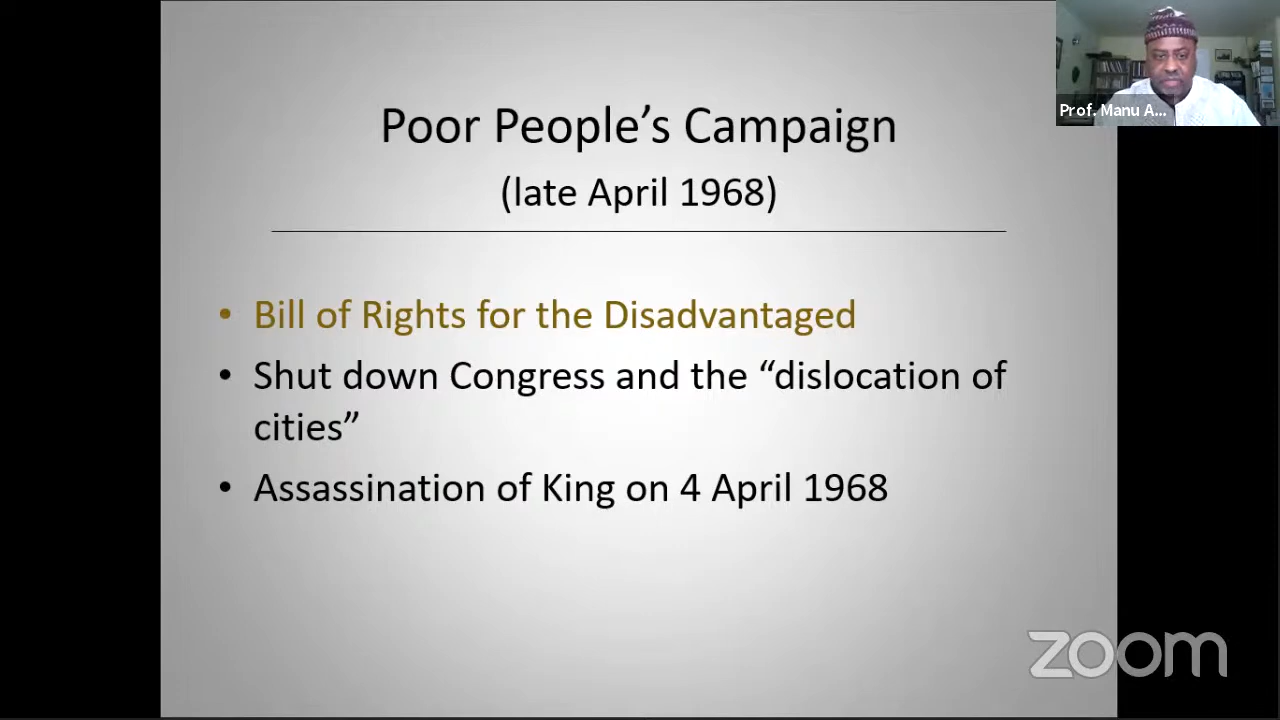 Poor People’s Campaign
(late April 1968)
• Bill of Rights for the Disadvantaged
• Shut down Congress and the “dislocation of
cities”
• Assassination of King on 4 April 1968
Prof. Manu A...
zoom